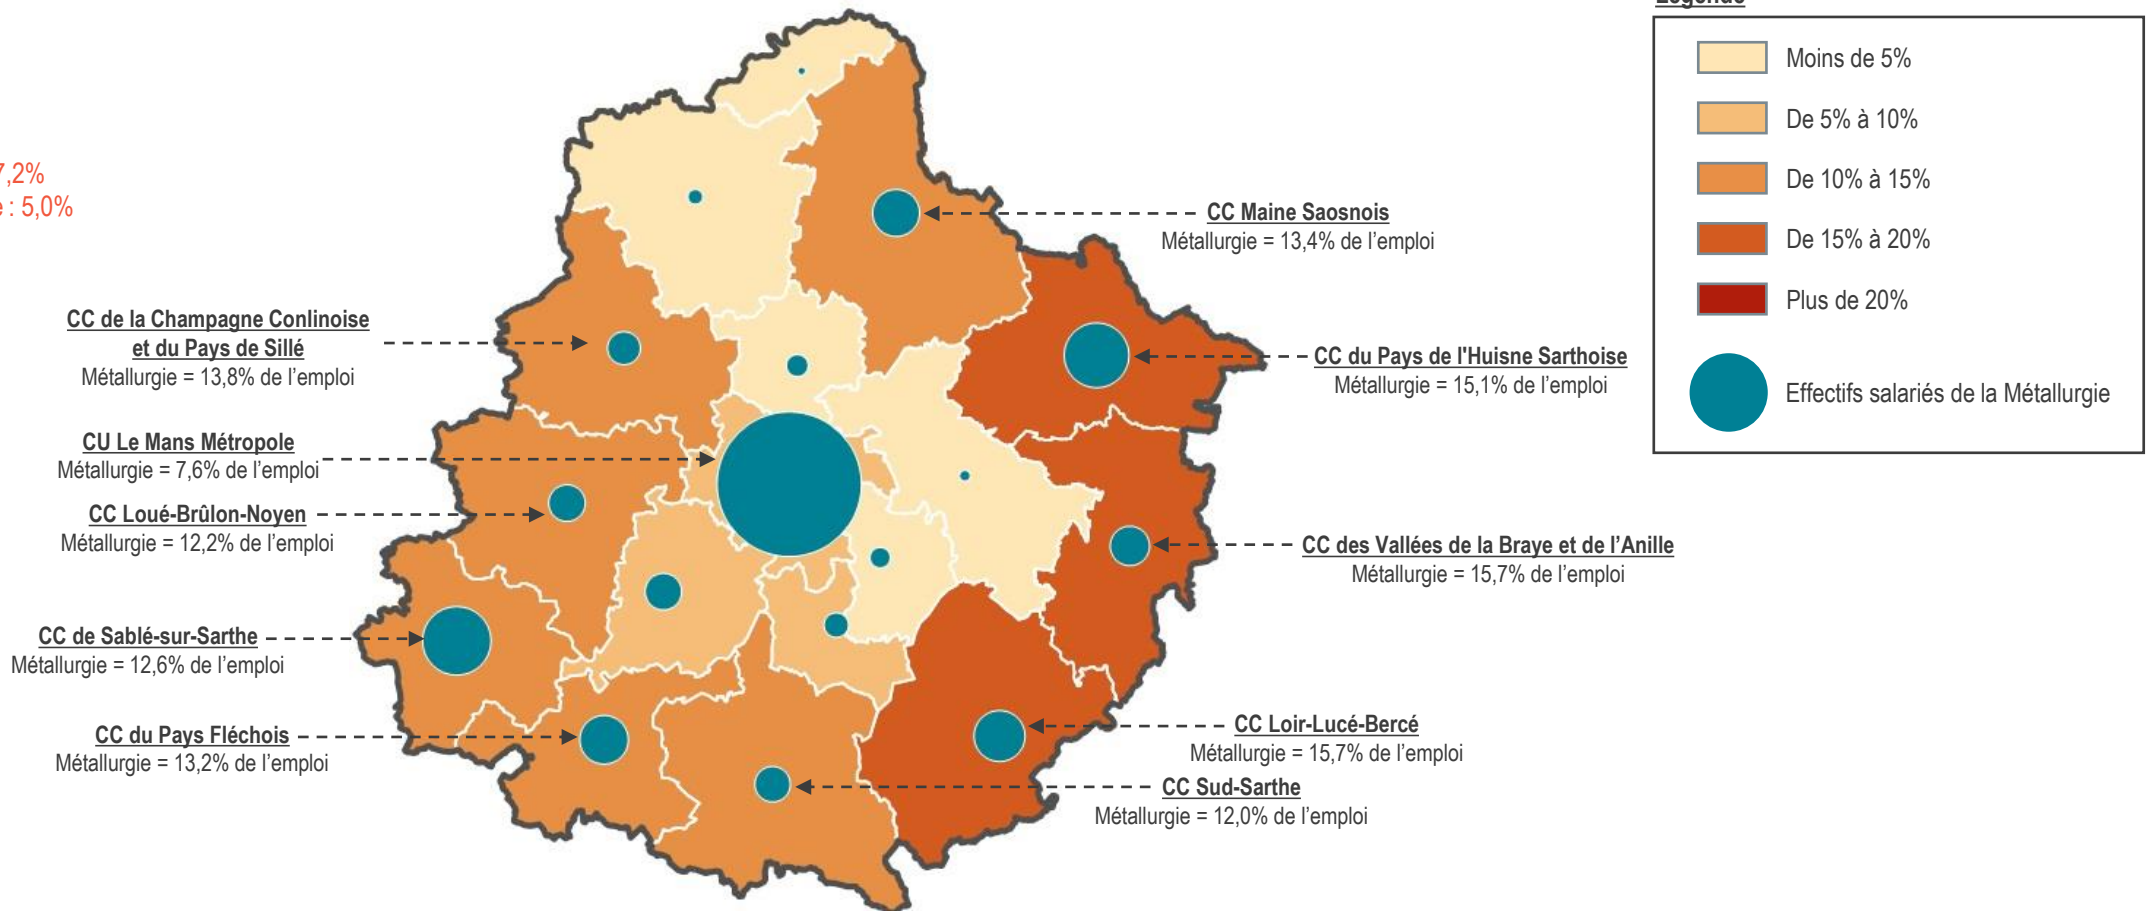 Légende
Moins de 5%
De 5% à 10%
De 10% à 15%
De 15% à 20%
Plus de 20%
Effectifs salariés de la Métallurgie
7,2%
: 5,0%
CC Maine Saosnois
Métallurgie = 13,4% de l’emploi
CC de la Champagne Conlinoise
et du Pays de Sillé
Métallurgie = 13,8% de l’emploi
CC du Pays de l'Huisne Sarthoise
Métallurgie = 15,1% de l’emploi
CU Le Mans Métropole
Métallurgie = 7,6% de l’emploi
CC Loué-Brûlon-Noyen
Métallurgie = 12,2% de l’emploi
CC des Vallées de la Braye et de l’Anille
Métallurgie = 15,7% de l’emploi
CC de Sablé-sur-Sarthe
Métallurgie = 12,6% de l’emploi
CC du Pays Fléchois
Métallurgie = 13,2% de l’emploi
CC Loir-Lucé-Bercé
Métallurgie = 15,7% de l’emploi
CC Sud-Sarthe
Métallurgie = 12,0% de l’emploi